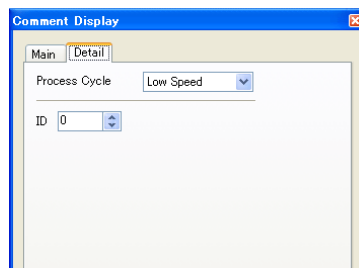 Comment Display
Main Detail
Process Cycle Low Speed
ID 0